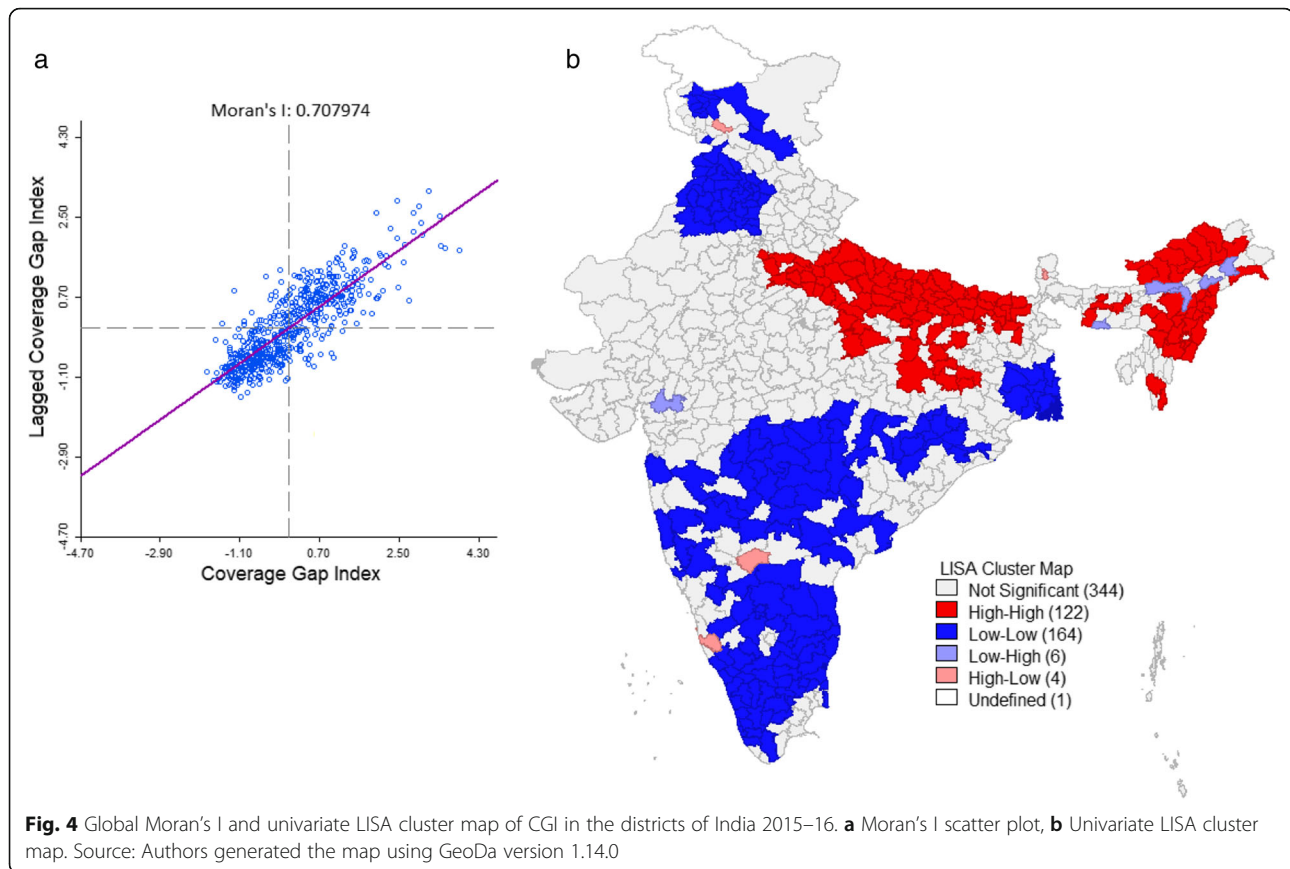 a
Moran's I: 0.707974
4.30
2.50
0.70
-1.10
-2.90
-4.70
Lagged Coverage Gap Index
-4.70 -2.90 -1.10 0.70 2.50 4.30
Coverage Gap Index
b
LISA Cluster Map
Not Significant (344)
High-High (122)
Low-Low (164)
Low-High (6)
High-Low (4)
Undefined (1)
Fig. 4 Global Moran's I and univariate LISA cluster map of CGI in the districts of India 2015–16. a Moran's I scatter plot, b Univariate LISA cluster
map. Source: Authors generated the map using GeoDa version 1.14.0